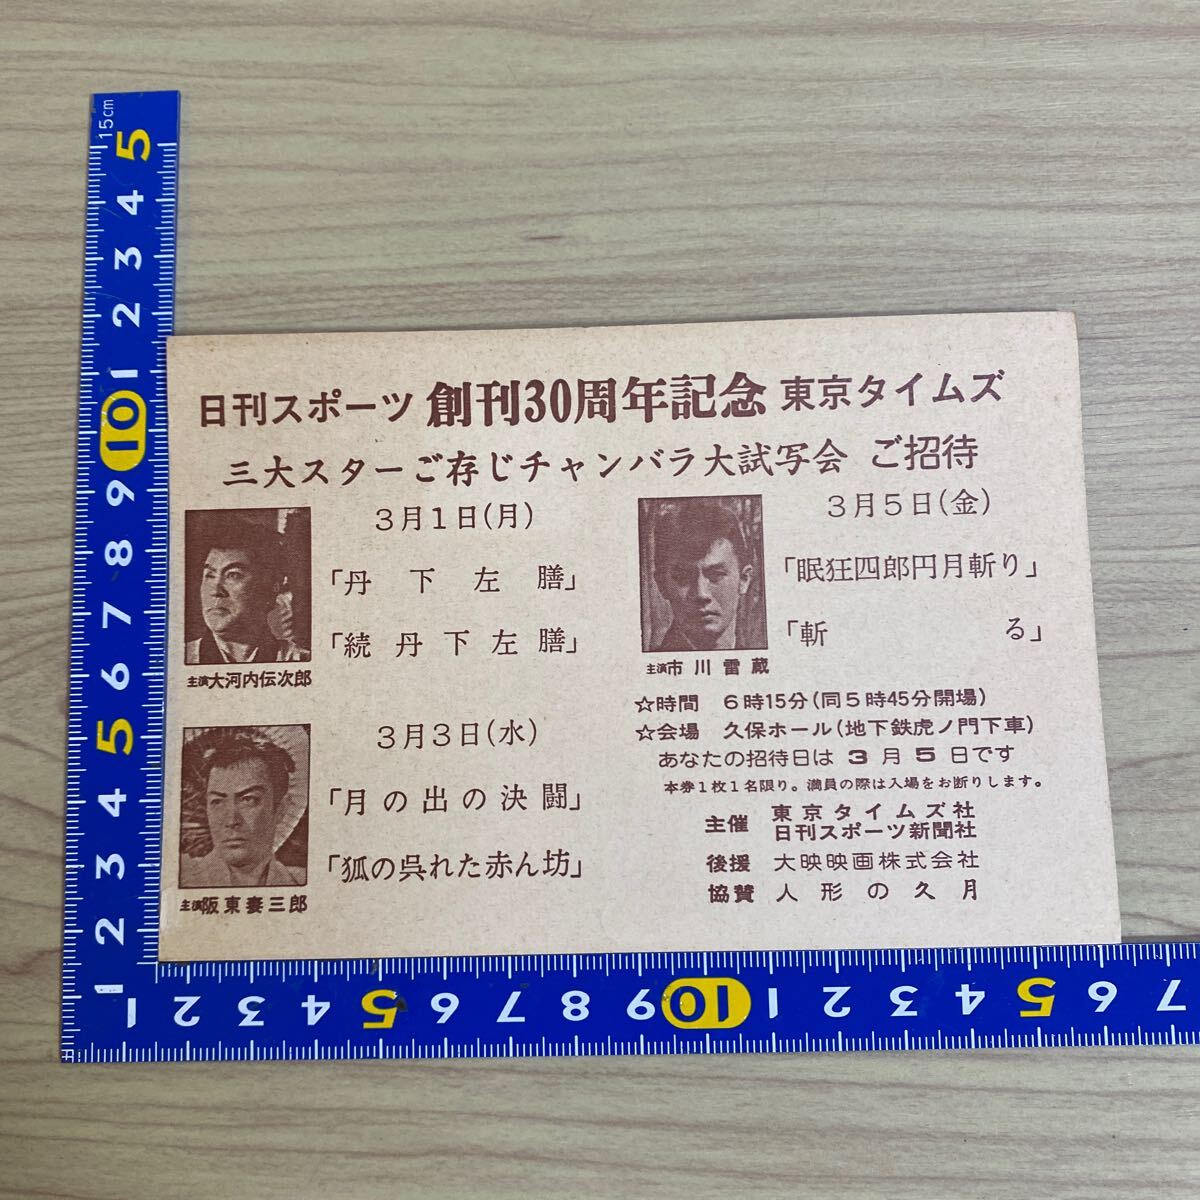 日刊スポーツ 創刊30周年記念 東京タイムズ
三大スターご存じチャンバラ大試写会 ご招待
3月1日(月)
「丹下左膳」
「続丹下左膳」
主演大河内伝次郎
3月3日(水)
「月の出の決闘」
「狐の呉れた赤ん坊」
主演阪東妻三郎
3月5日(金)
「眠狂四郎円月斬り」
「斬る」
主演市川雷蔵
☆時間 6時15分(同5時45分開場)
☆会場 久保ホール(地下鉄虎ノ門下車)
あなたの招待日は 3月5日です
本券1枚1名限り。満員の際は入場をお断りします。
主催 東京タイムズ社
日刊スポーツ新聞社
後援 大映映画株式会社
協賛 人形の久月
15cm
5
4
3
2
1
10
9
8
7
6
5
4
3
2
1
1 2 3 4 5 6 7 8 9 10 1 2 3 4 5 6 7